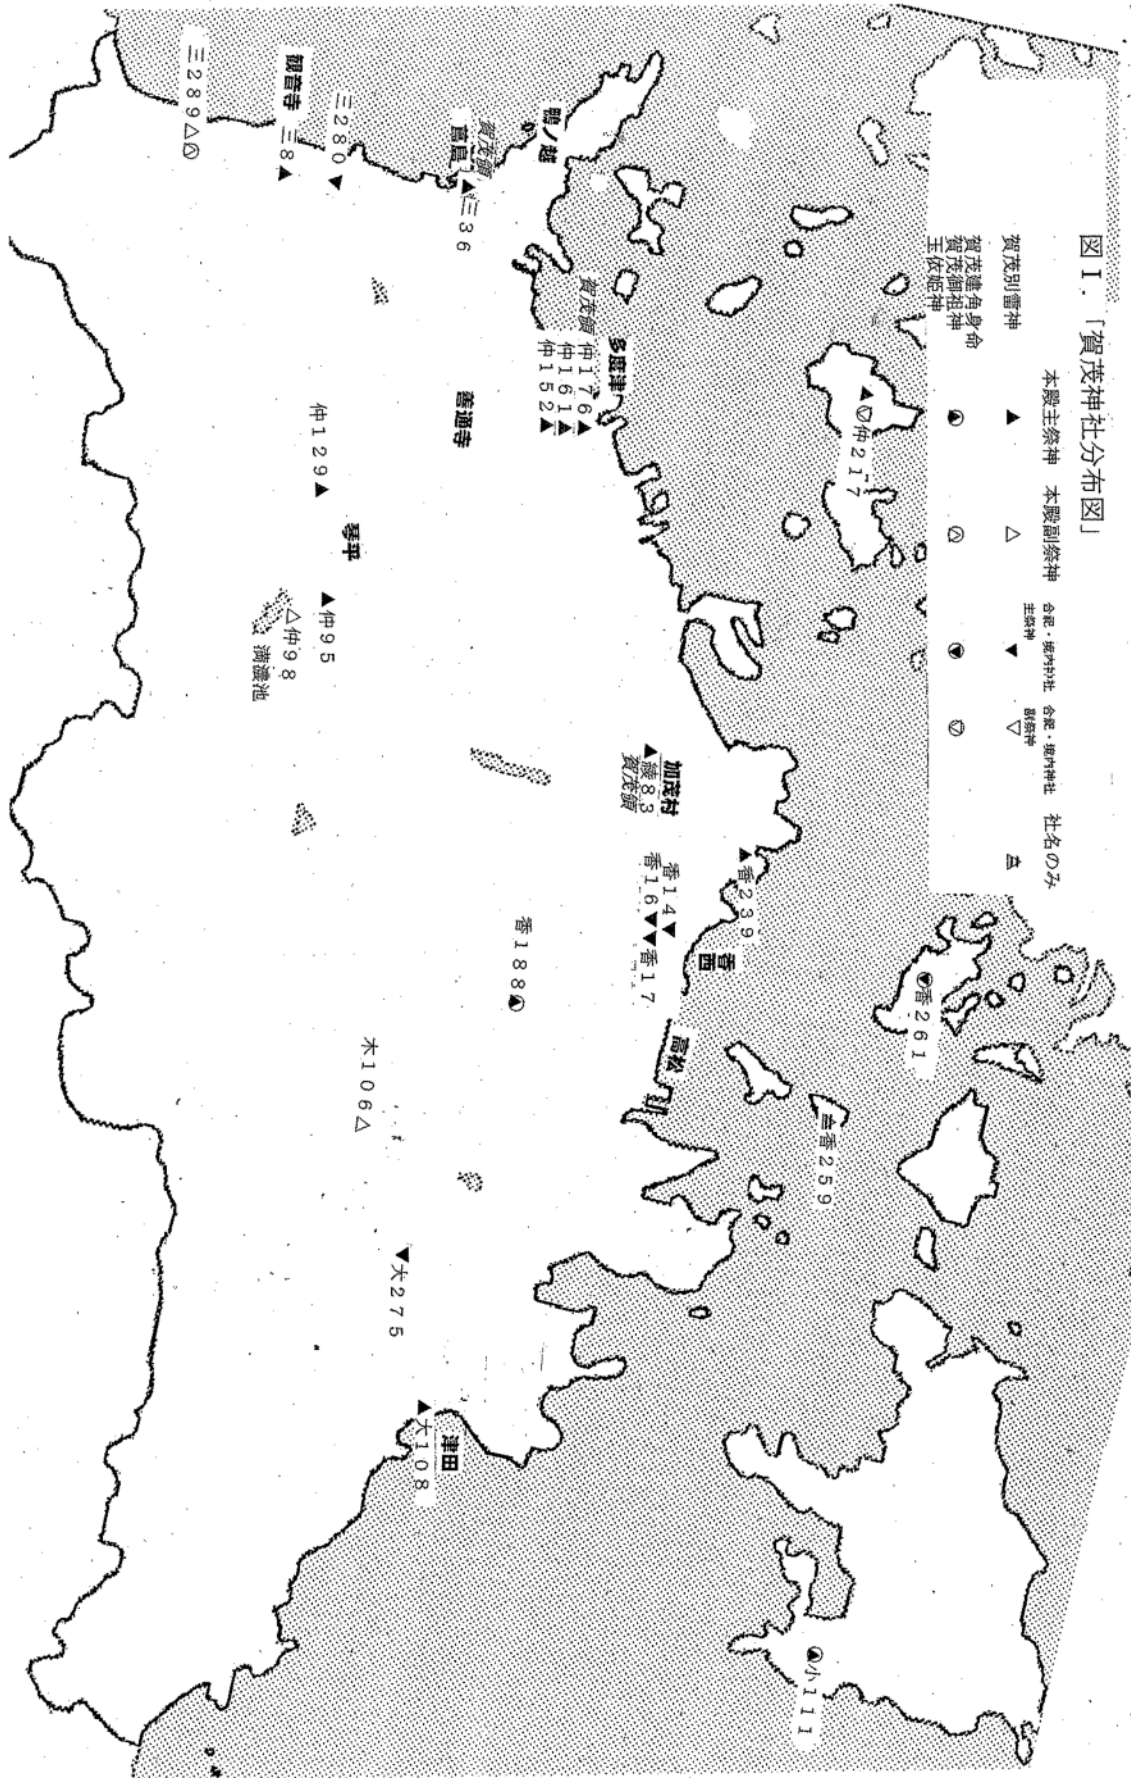 図I.「賀茂神社分布図」
本殿主祭神 本殿副祭神 合祀・境内神社主祭神 合祀・境内神社副祭神 社名のみ
賀茂別雷神 ▲ △ ▼ ▽
賀茂建角身命
賀茂御祖神
玉依姫神
仲217
香261
香259
小111
鴨ノ越
賀茂領
三36▲
三280▼
観音寺
三8▲
三289△
多度津
賀茂領 仲176▲
仲161▲
仲152▲
善通寺
仲129▲
琴平
▲仲95
△仲98
満濃池
加茂村
▲綾83
賀茂領
▲香239
香14▼
香16▼▼香17
香西
高松
香188
木106△
▼大275
津田
▲大108